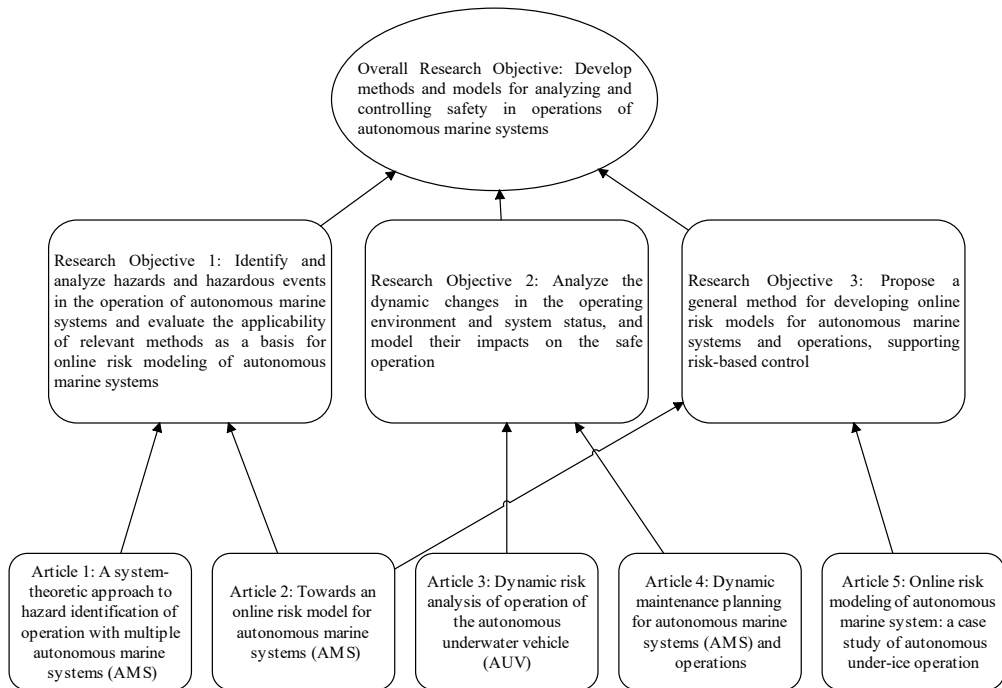 Overall Research Objective: Develop
methods and models for analyzing and
controlling safety in operations of
autonomous marine systems
Research Objective 1: Identify and
analyze hazards and hazardous events
in the operation of autonomous marine
systems and evaluate the applicability
of relevant methods as a basis for
online risk modeling of autonomous
marine systems
Research Objective 2: Analyze the
dynamic changes in the operating
environment and system status, and
model their impacts on the safe
operation
Research Objective 3: Propose a
general method for developing online
risk models for autonomous marine
systems and operations, supporting
risk-based control
Article 1: A system-
theoretic approach to
hazard identification of
operation with multiple
autonomous marine
systems (AMS)
Article 2: Towards an
online risk model for
autonomous marine
systems (AMS)
Article 3: Dynamic risk
analysis of operation of
the autonomous
underwater vehicle
(AUV)
Article 4: Dynamic
maintenance planning
for autonomous marine
systems (AMS) and
operations
Article 5: Online risk
modeling of autonomous
marine system: a case
study of autonomous
under-ice operation